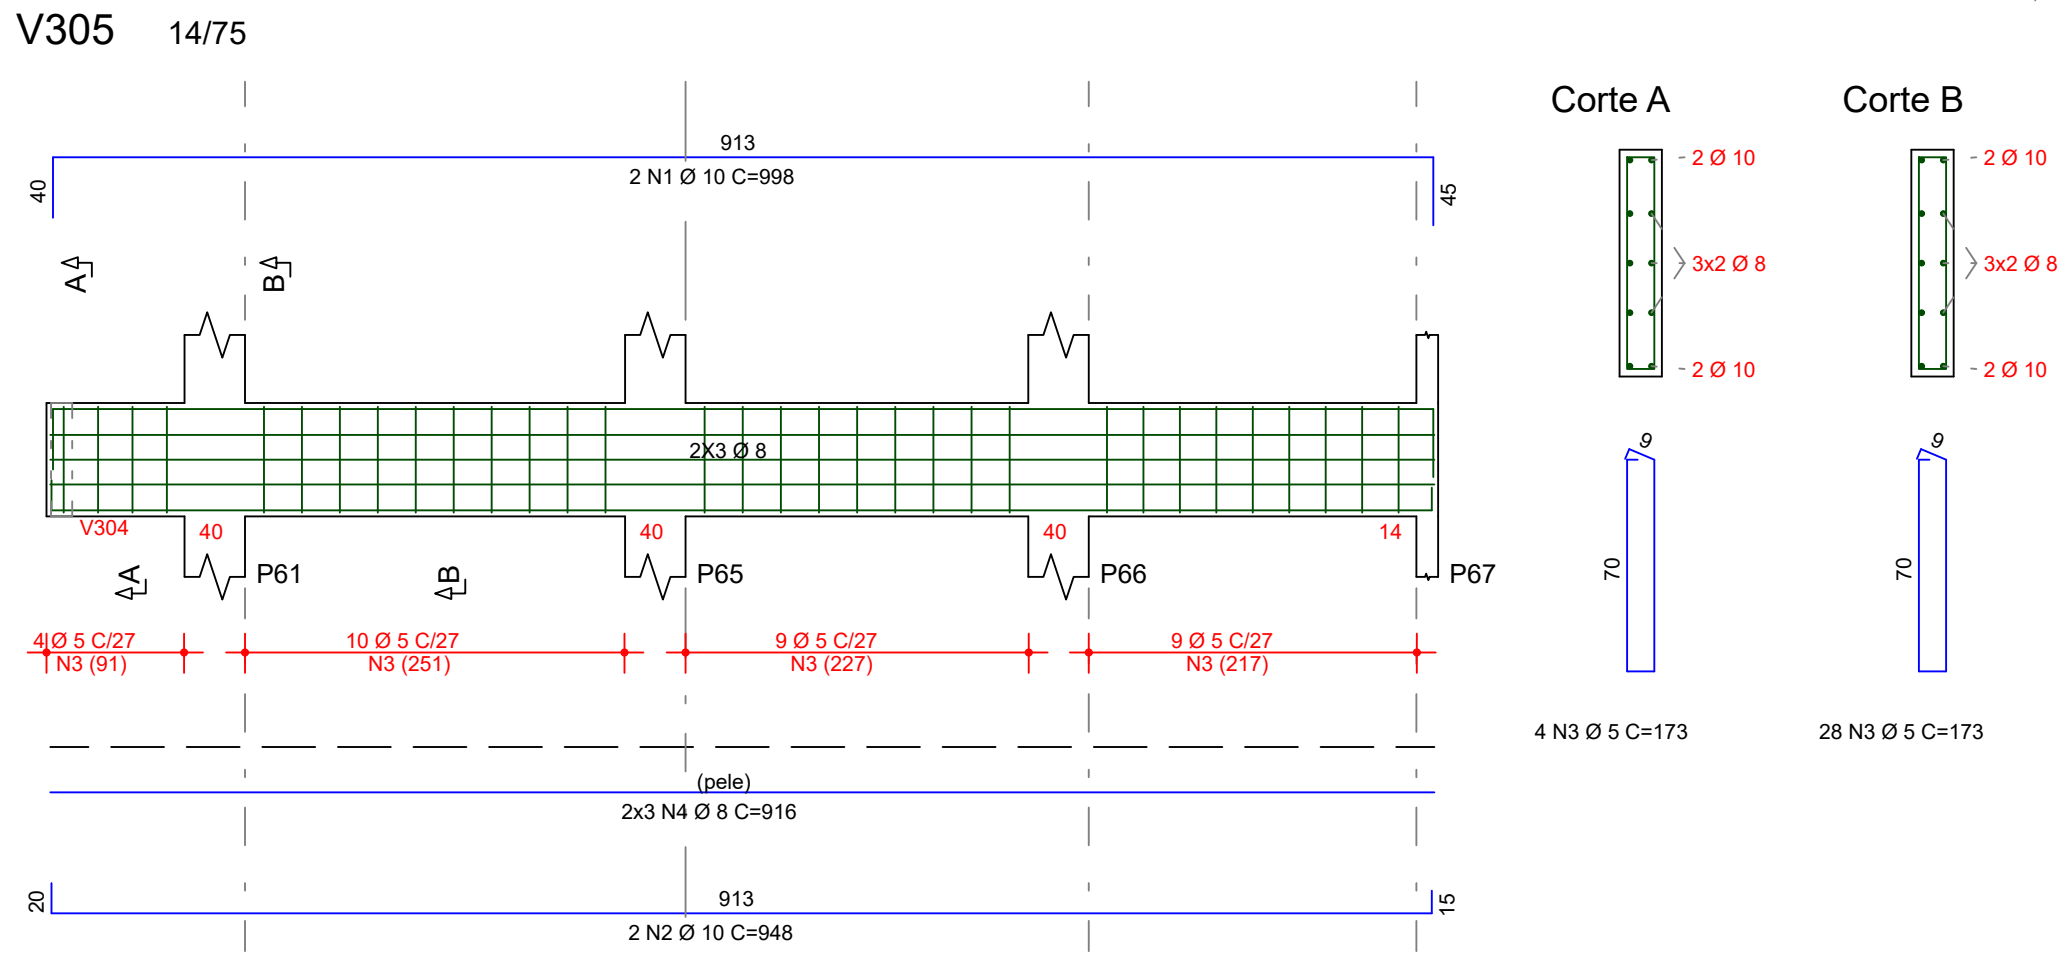 V305 14/75
Corte A
Corte B
913
2 N1 Ø 10 C=998
40
45
2 Ø 10
3x2 Ø 8
2 Ø 10
2 Ø 10
3x2 Ø 8
2 Ø 10
A
B
2X3 Ø 8
V304
40
40
40
14
A
B
P61
P65
P66
P67
9
70
9
70
4 Ø 5 C/27
N3 (91)
10 Ø 5 C/27
N3 (251)
9 Ø 5 C/27
N3 (227)
9 Ø 5 C/27
N3 (217)
4 N3 Ø 5 C=173
28 N3 Ø 5 C=173
(pele)
2x3 N4 Ø 8 C=916
20
913
15
2 N2 Ø 10 C=948